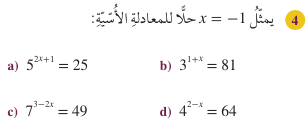 4 يمثِّلُ x = −1 حلًّا للمعادلةِ الأُسّيّةِ:
a) 5^{2x+1} = 25 b) 3^{1+x} = 81
c) 7^{3−2x} = 49 d) 4^{2−x} = 64